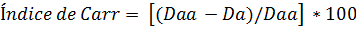 Índice de Carr = [(Daa − Da)/Daa] * 100